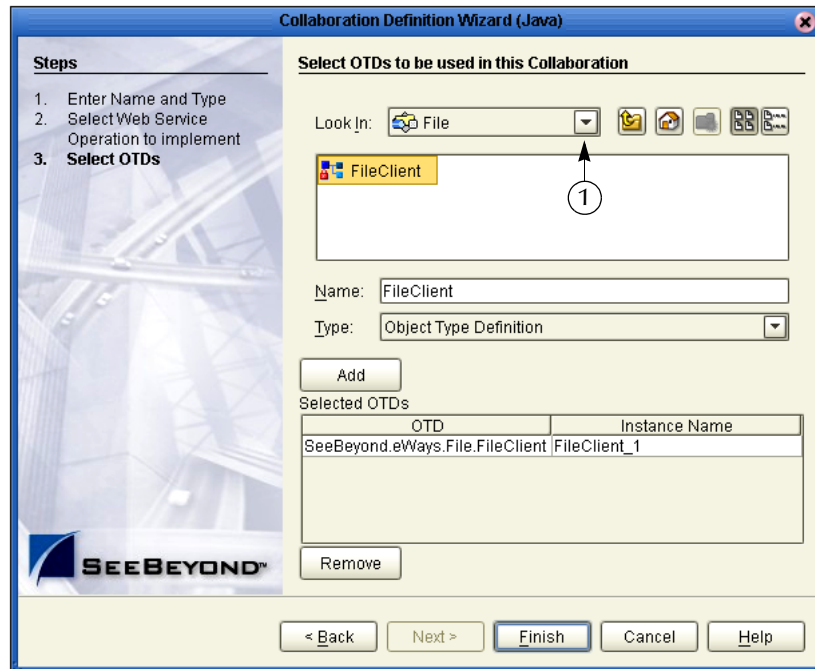 Collaboration Definition Wizard (Java)
Steps
1. Enter Name and Type
2. Select Web Service
Operation to implement
3. Select OTDs
SEEBEYOND™
Select OTDs to be used in this Collaboration
Look In: File
1
FileClient
Name: FileClient
Type: Object Type Definition
Add
Selected OTDs
OTD Instance Name
SeeBeyond.eWays.File.FileClient FileClient_1
Remove
< Back Next > Finish Cancel Help